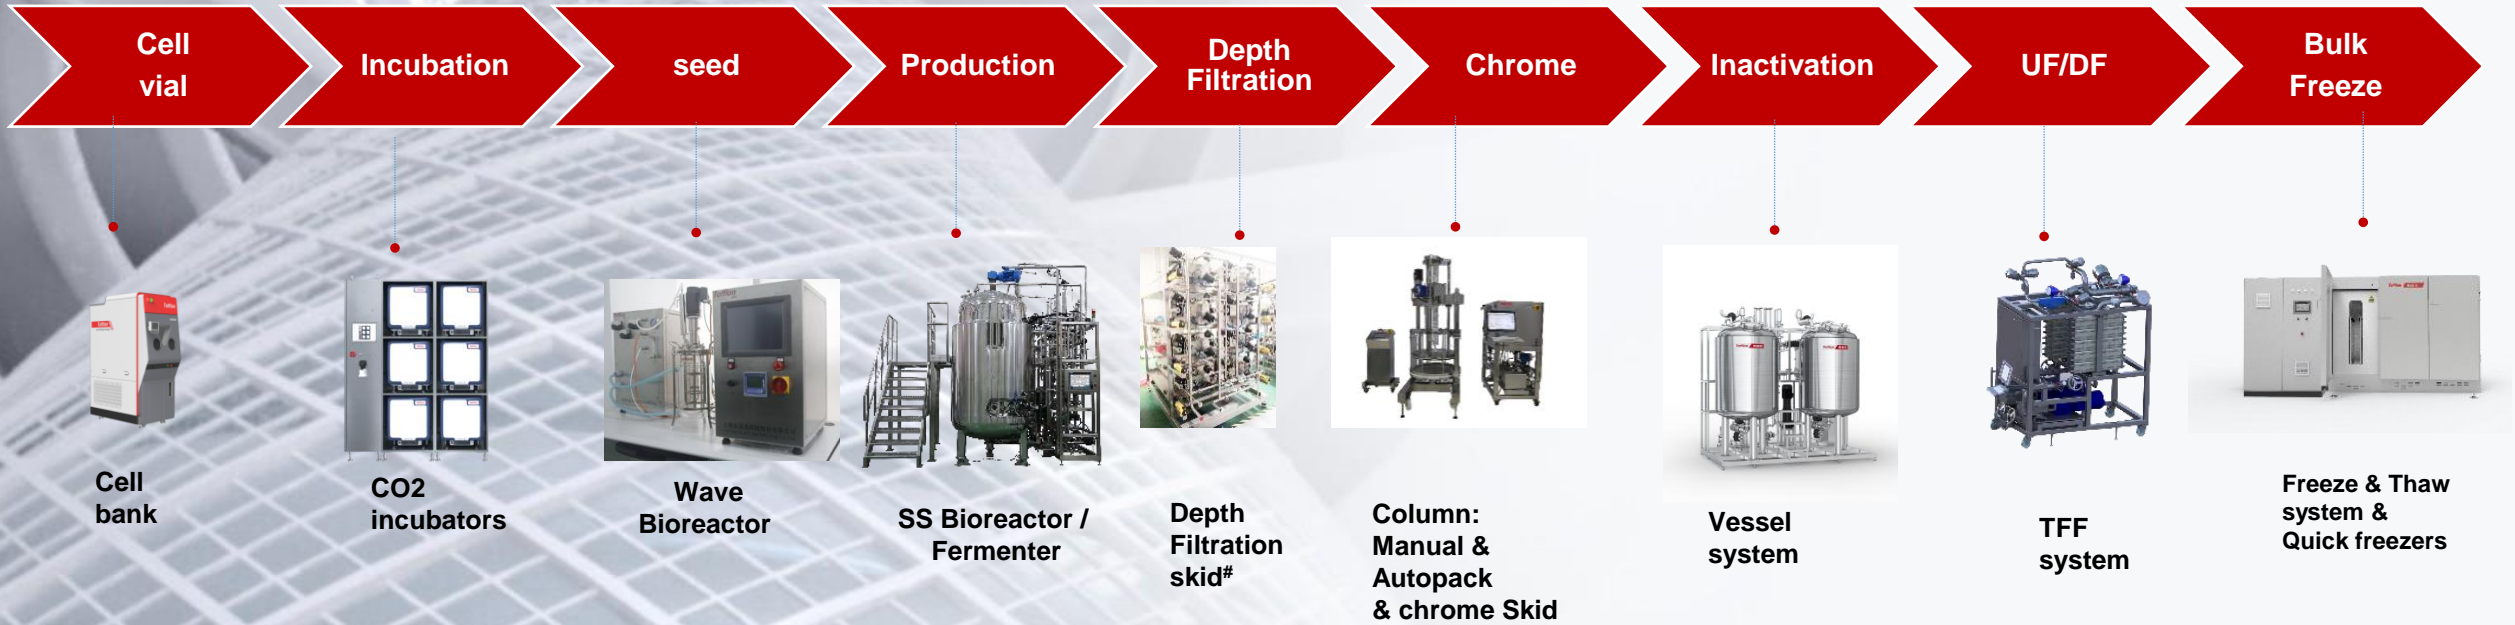 Cell
vial
Incubation
seed
Production
Depth
Filtration
Chrome
Inactivation
UF/DF
Bulk
Freeze
Cell
bank
CO2
incubators
Wave
Bioreactor
SS Bioreactor /
Fermenter
Depth
Filtration
skid#
Column:
Manual &
Autopack
& chrome Skid
Vessel
system
TFF
system
Freeze & Thaw
system &
Quick freezers